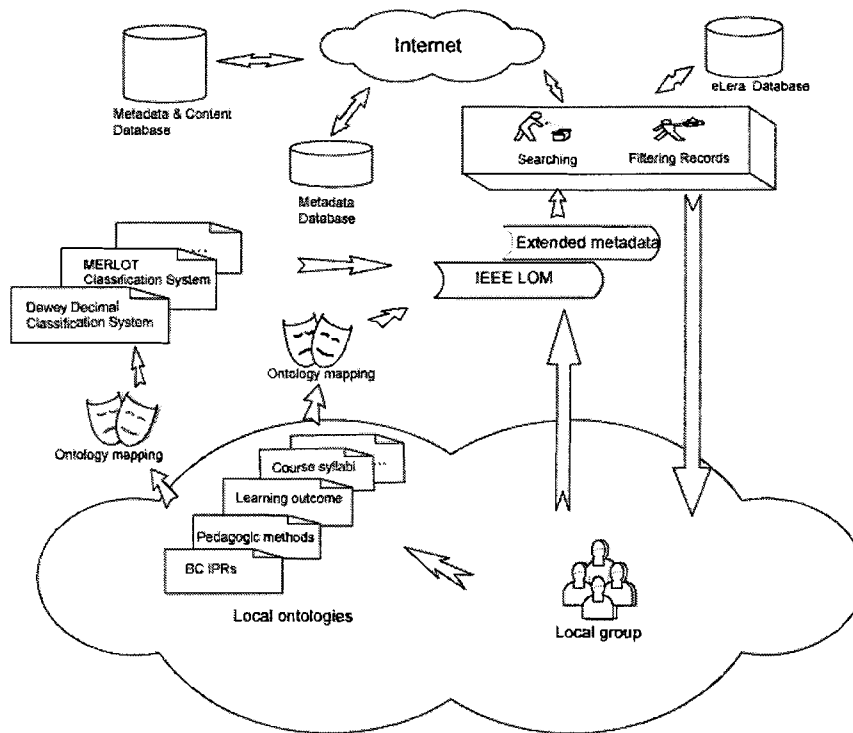 Internet
eLera Database
Metadata & Content
Database
Searching
Filtering Records
Metadata
Database
Extended metadata
IEEE LOM
...
MERLOT
Classification System
Dewey Decimal
Classification System
Ontology mapping
Ontology mapping
...
Course syllabi
Learning outcome
Pedagogic methods
BC IPRs
Local ontologies
Local group